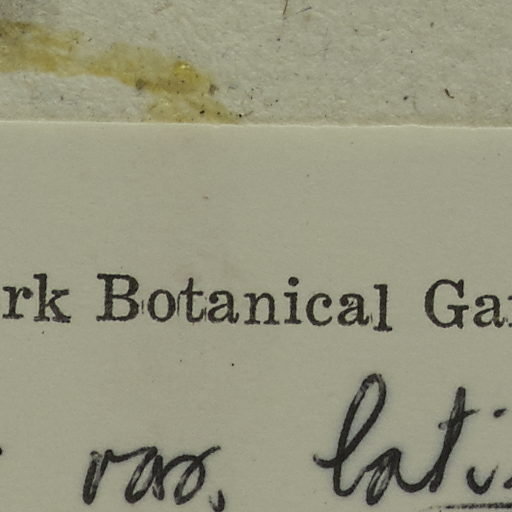 rk Botanical Ga
var. lati